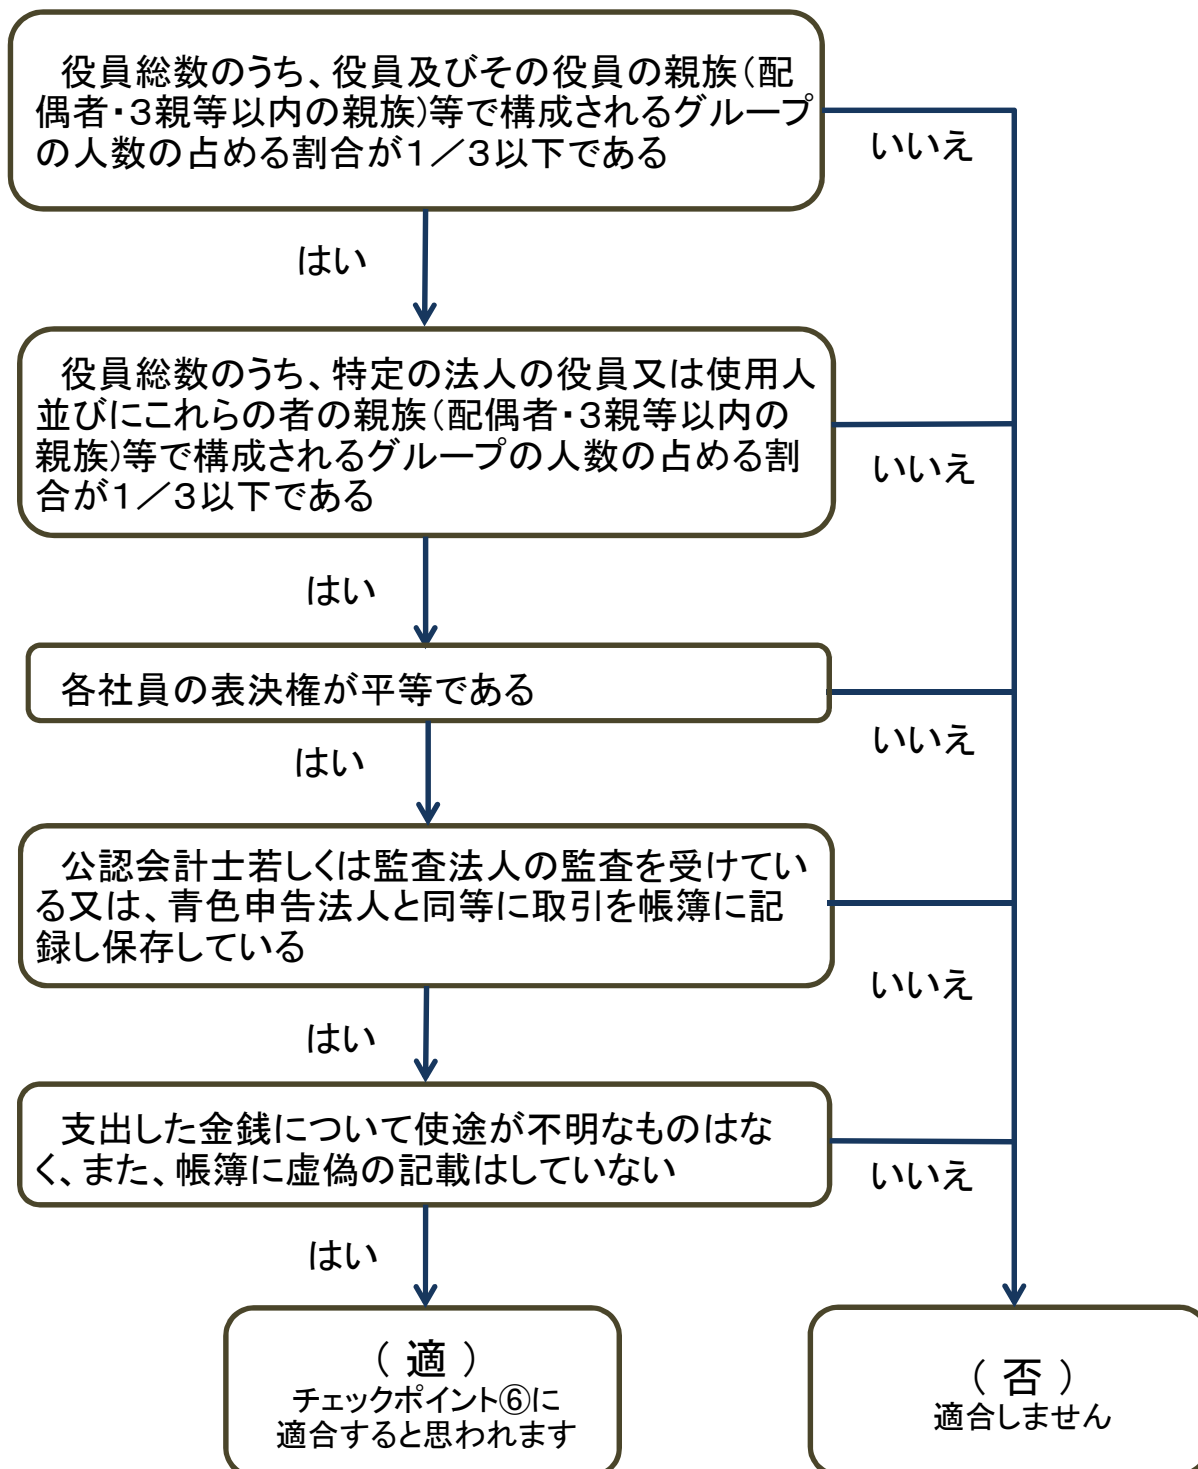 役員総数のうち、役員及びその役員の親族(配
偶者・3親等以内の親族)等で構成されるグループ
の人数の占める割合が1／3以下である
いいえ
はい
役員総数のうち、特定の法人の役員又は使用人
並びにこれらの者の親族(配偶者・3親等以内の
親族)等で構成されるグループの人数の占める割
合が1／3以下である
いいえ
はい
各社員の表決権が平等である
いいえ
はい
公認会計士若しくは監査法人の監査を受けてい
る又は、青色申告法人と同等に取引を帳簿に記
録し保存している
いいえ
はい
支出した金銭について使途が不明なものはな
く、また、帳簿に虚偽の記載はしていない
いいえ
はい
（ 適 ）
チェックポイント⑥に
適合すると思われます
（ 否 ）
適合しません